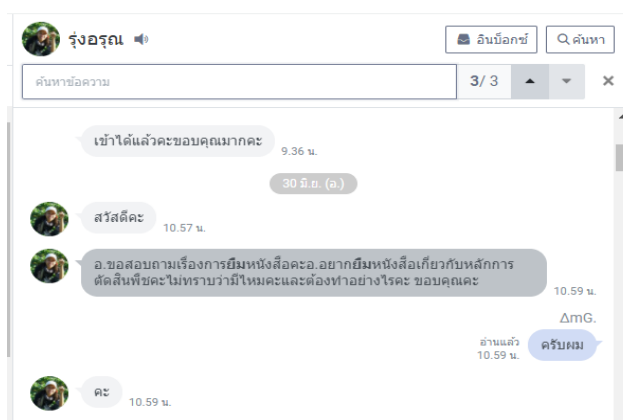 รุ่งอรุณ
อินบ็อกซ์
ค้นหา
ค้นหาข้อความ
3/ 3
เข้าได้แล้วคะขอบคุณมากคะ
9.36 น.
30 มิ.ย. (อ.)
สวัสดีคะ
10.57 น.
อ.ขอสอบถามเรื่องการยืมหนังสือคะอ.อยากยืมหนังสือเกี่ยวกับหลักการ
ตัดสินพืชคะไม่ทราบว่ามีไหมคะและต้องทำอย่างไรคะ ขอบคุณคะ
10.59 น.
ΔmG.
อ่านแล้ว
10.59 น.
ครับผม
คะ
10.59 น.